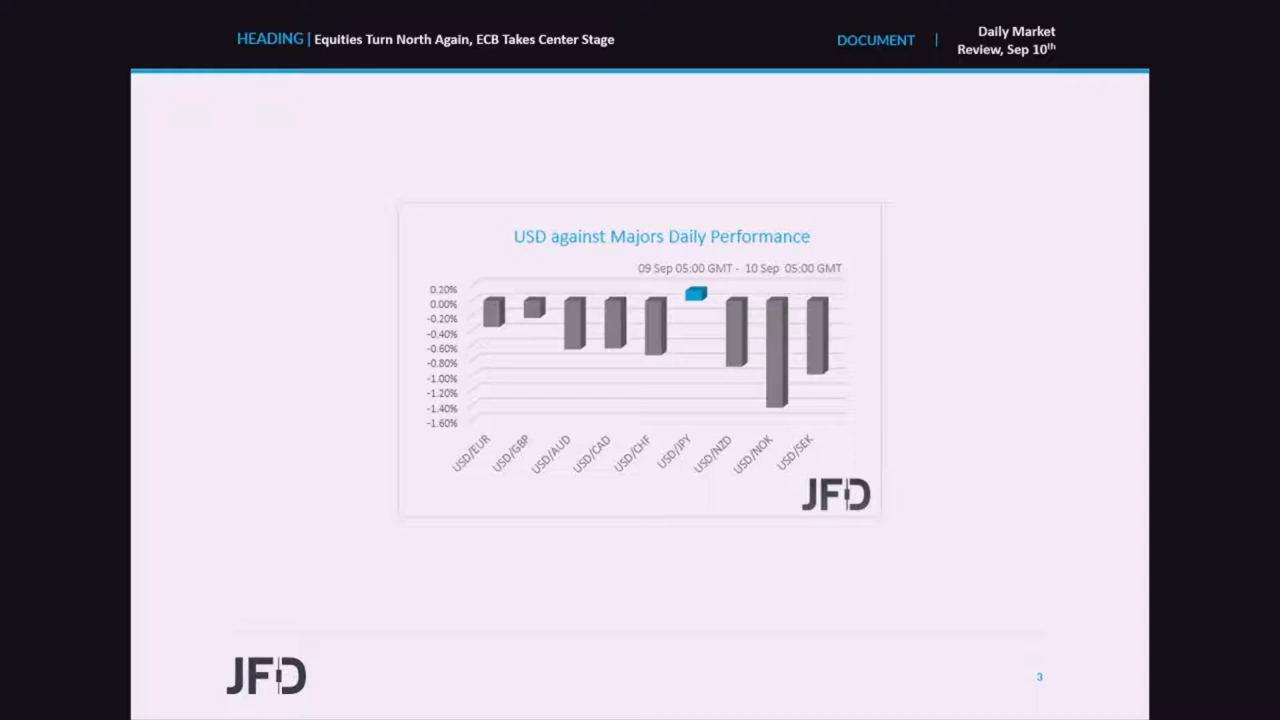 HEADING | Equities Turn North Again, ECB Takes Center Stage
DOCUMENT | Daily Market
Review, Sep 10th
USD against Majors Daily Performance
09 Sep 05:00 GMT - 10 Sep 05:00 GMT
0.20%
0.00%
-0.20%
-0.40%
-0.60%
-0.80%
-1.00%
-1.20%
-1.40%
-1.60%
USD/EUR
USD/GBP
USD/AUD
USD/CAD
USD/CHF
USD/JPY
USD/NZD
USD/NOK
USD/SEK
JFD
JFD
3